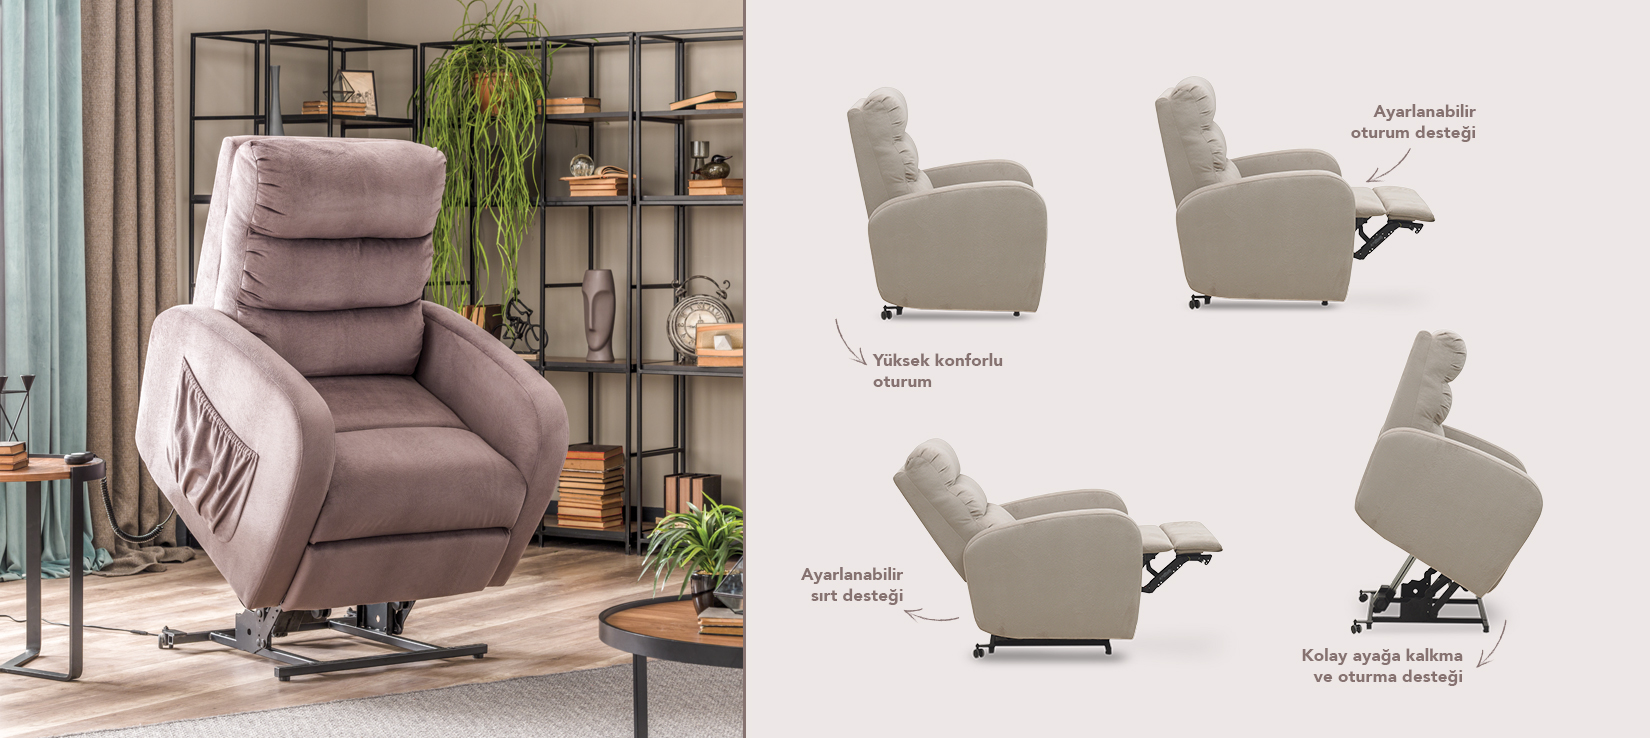 Ayarlanabilir
oturum desteği
Yüksek konforlu
oturum
Ayarlanabilir
sırt desteği
Kolay ayağa kalkma
ve oturma desteği